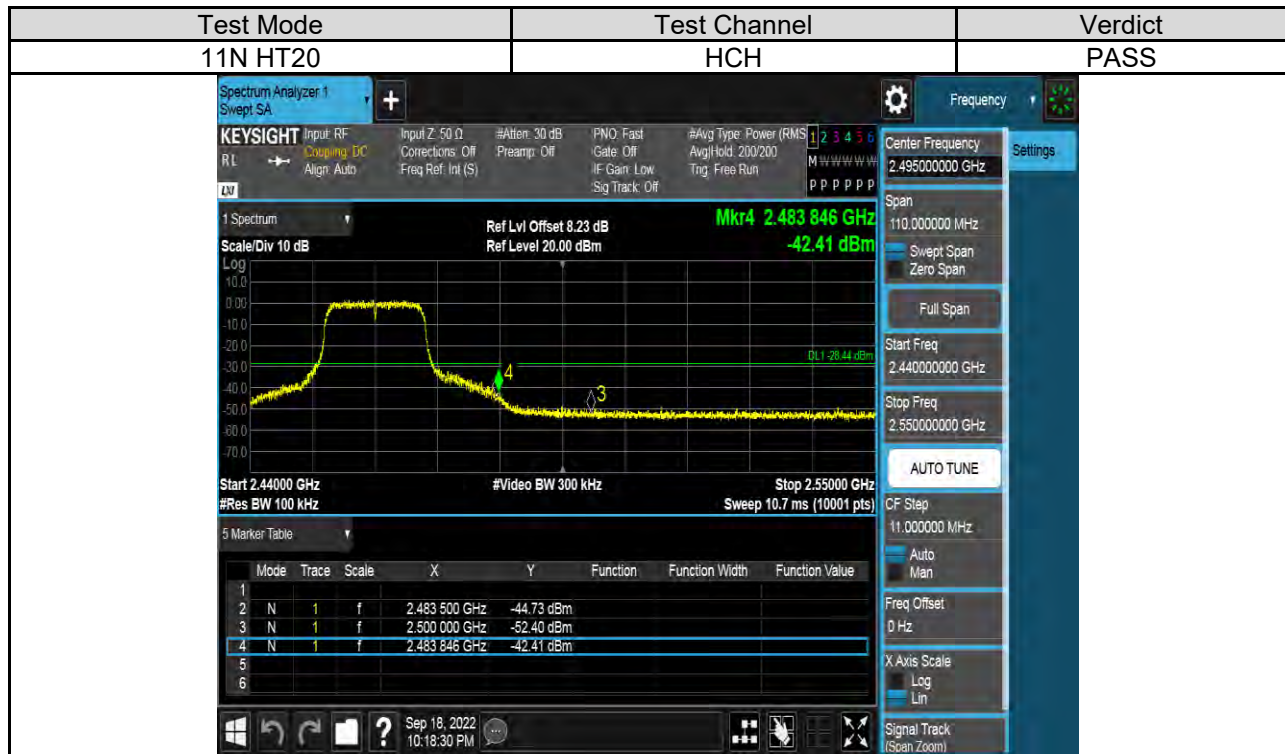 Test Mode Test Channel Verdict
11N HT20 HCH PASS
Spectrum Analyzer 1
Swept SA
+
Frequency
KEYSIGHT Input: RF Input Z: 50 Ω #Atten: 30 dB PNO: Fast #Avg Type: Power (RMS 1 2 3 4 5 6
RL Coupling: DC Corrections: Off Preamp: Off Gate: Off Avg|Hold: 200/200 M W W W W W
Align: Auto Freq Ref: Int (S) IF Gain: Low Trig: Free Run
LXI Sig Track: Off P P P P P P
1 Spectrum
Scale/Div 10 dB
Ref Lvl Offset 8.23 dB
Ref Level 20.00 dBm
Mkr4 2.483 846 GHz
-42.41 dBm
Log
10.0
0.00
-10.0
-20.0
DL1 -28.44 dBm
-30.0
4
-40.0
3
-50.0
-60.0
-70.0
Start 2.44000 GHz #Video BW 300 kHz Stop 2.55000 GHz
#Res BW 100 kHz Sweep 10.7 ms (10001 pts)
5 Marker Table
Mode Trace Scale X Y Function Function Width Function Value
1
2 N 1 f 2.483 500 GHz -44.73 dBm
3 N 1 f 2.500 000 GHz -52.40 dBm
4 N 1 f 2.483 846 GHz -42.41 dBm
5
6
Center Frequency
2.495000000 GHz
Settings
Span
110.000000 MHz
Swept Span
Zero Span
Full Span
Start Freq
2.440000000 GHz
Stop Freq
2.550000000 GHz
AUTO TUNE
CF Step
11.000000 MHz
Auto
Man
Freq Offset
0 Hz
X Axis Scale
Log
Lin
Signal Track
(Span Zoom)
?
Sep 18, 2022
10:18:30 PM